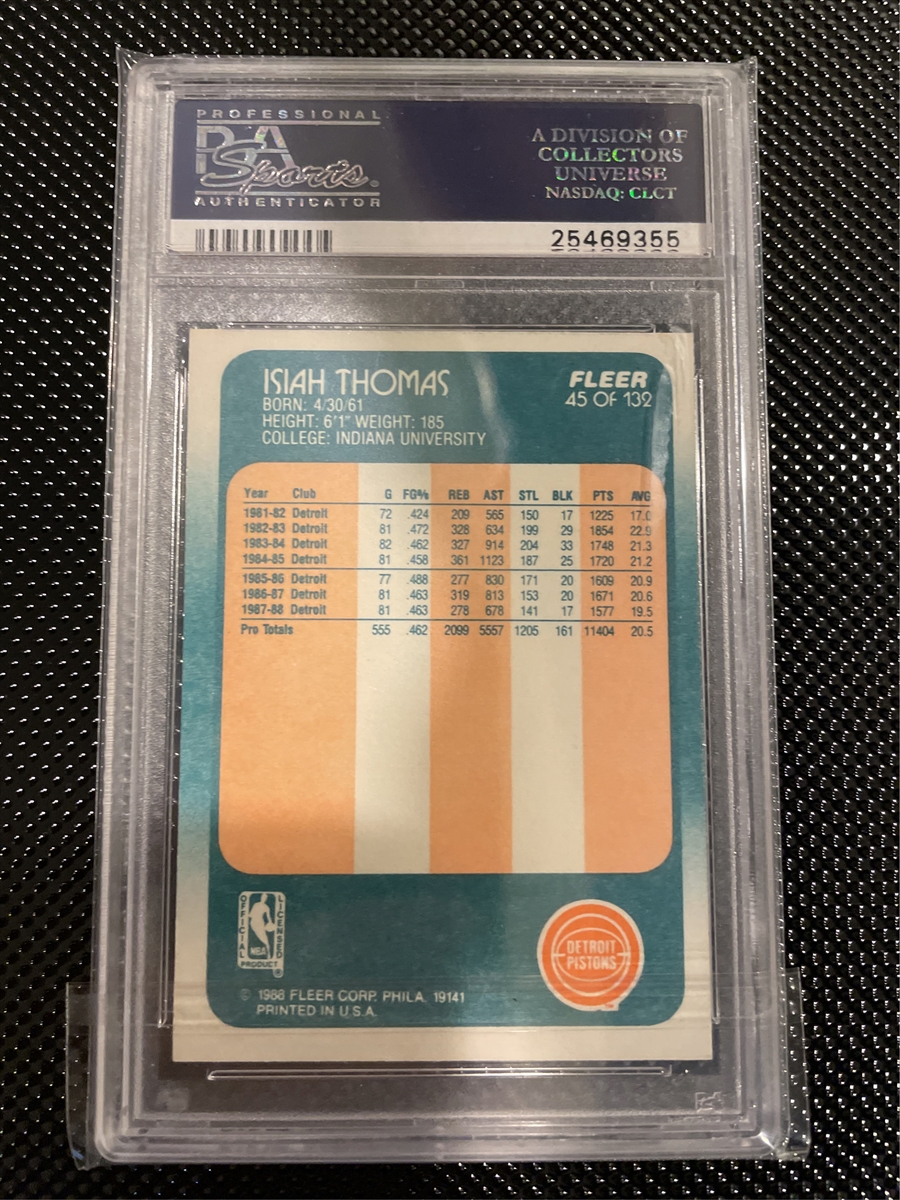 PROFESSIONAL
PSA
Sports®
AUTHENTICATOR
A DIVISION OF
COLLECTORS
UNIVERSE
NASDAQ: CLCT
25469355
ISIAH THOMAS
BORN: 4/30/61
HEIGHT: 6'1" WEIGHT: 185
COLLEGE: INDIANA UNIVERSITY
FLEER
45 OF 132
Year Club G FG% REB AST STL BLK PTS AVG
1981-82 Detroit 72 .424 209 565 150 17 1225 17.0
1982-83 Detroit 81 .472 328 634 199 29 1854 22.9
1983-84 Detroit 82 .462 327 914 204 33 1748 21.3
1984-85 Detroit 81 .458 361 1123 187 25 1720 21.2
1985-86 Detroit 77 .488 277 830 171 20 1609 20.9
1986-87 Detroit 81 .463 319 813 153 20 1671 20.6
1987-88 Detroit 81 .463 278 678 141 17 1577 19.5
Pro Totals 555 .462 2099 5557 1205 161 11404 20.5
OFFICIAL
LICENSED
NBA
PRODUCT ®
DETROIT
PISTONS
© 1988 FLEER CORP. PHILA. 19141
PRINTED IN U.S.A.